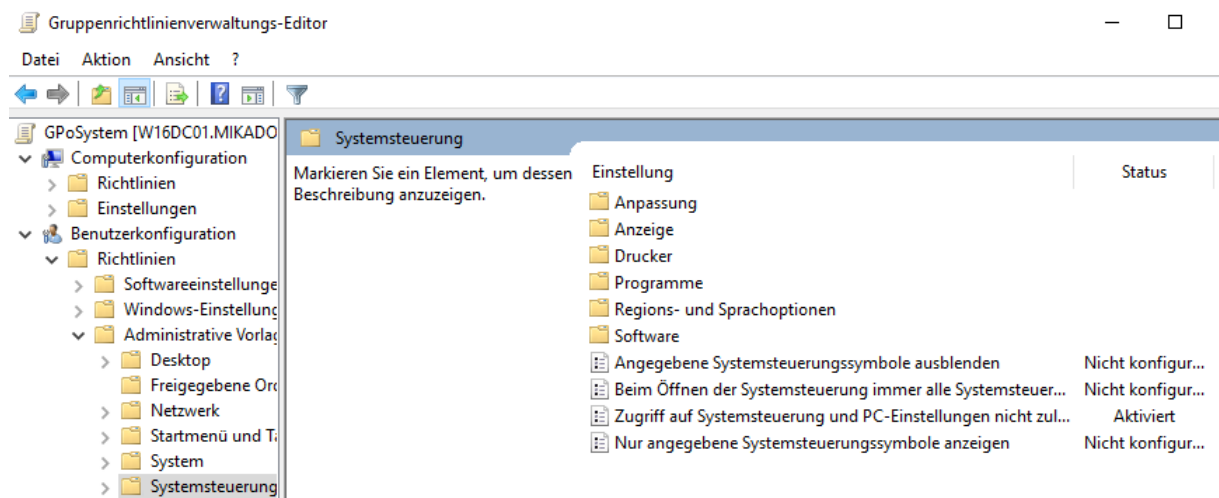 Gruppenrichtlinienverwaltungs-Editor
Datei Aktion Ansicht ?
GPoSystem [W16DC01.MIKADO
Computerkonfiguration
Richtlinien
Einstellungen
Benutzerkonfiguration
Richtlinien
Softwareeinstellunge
Windows-Einstellung
Administrative Vorlag
Desktop
Freigegebene Ord
Netzwerk
Startmenü und Ta
System
Systemsteuerung
Systemsteuerung
Markieren Sie ein Element, um dessen
Beschreibung anzuzeigen.
Einstellung Status
Anpassung
Anzeige
Drucker
Programme
Regions- und Sprachoptionen
Software
Angegebene Systemsteuerungssymbole ausblenden Nicht konfigur...
Beim Öffnen der Systemsteuerung immer alle Systemsteuer... Nicht konfigur...
Zugriff auf Systemsteuerung und PC-Einstellungen nicht zul... Aktiviert
Nur angegebene Systemsteuerungssymbole anzeigen Nicht konfigur...